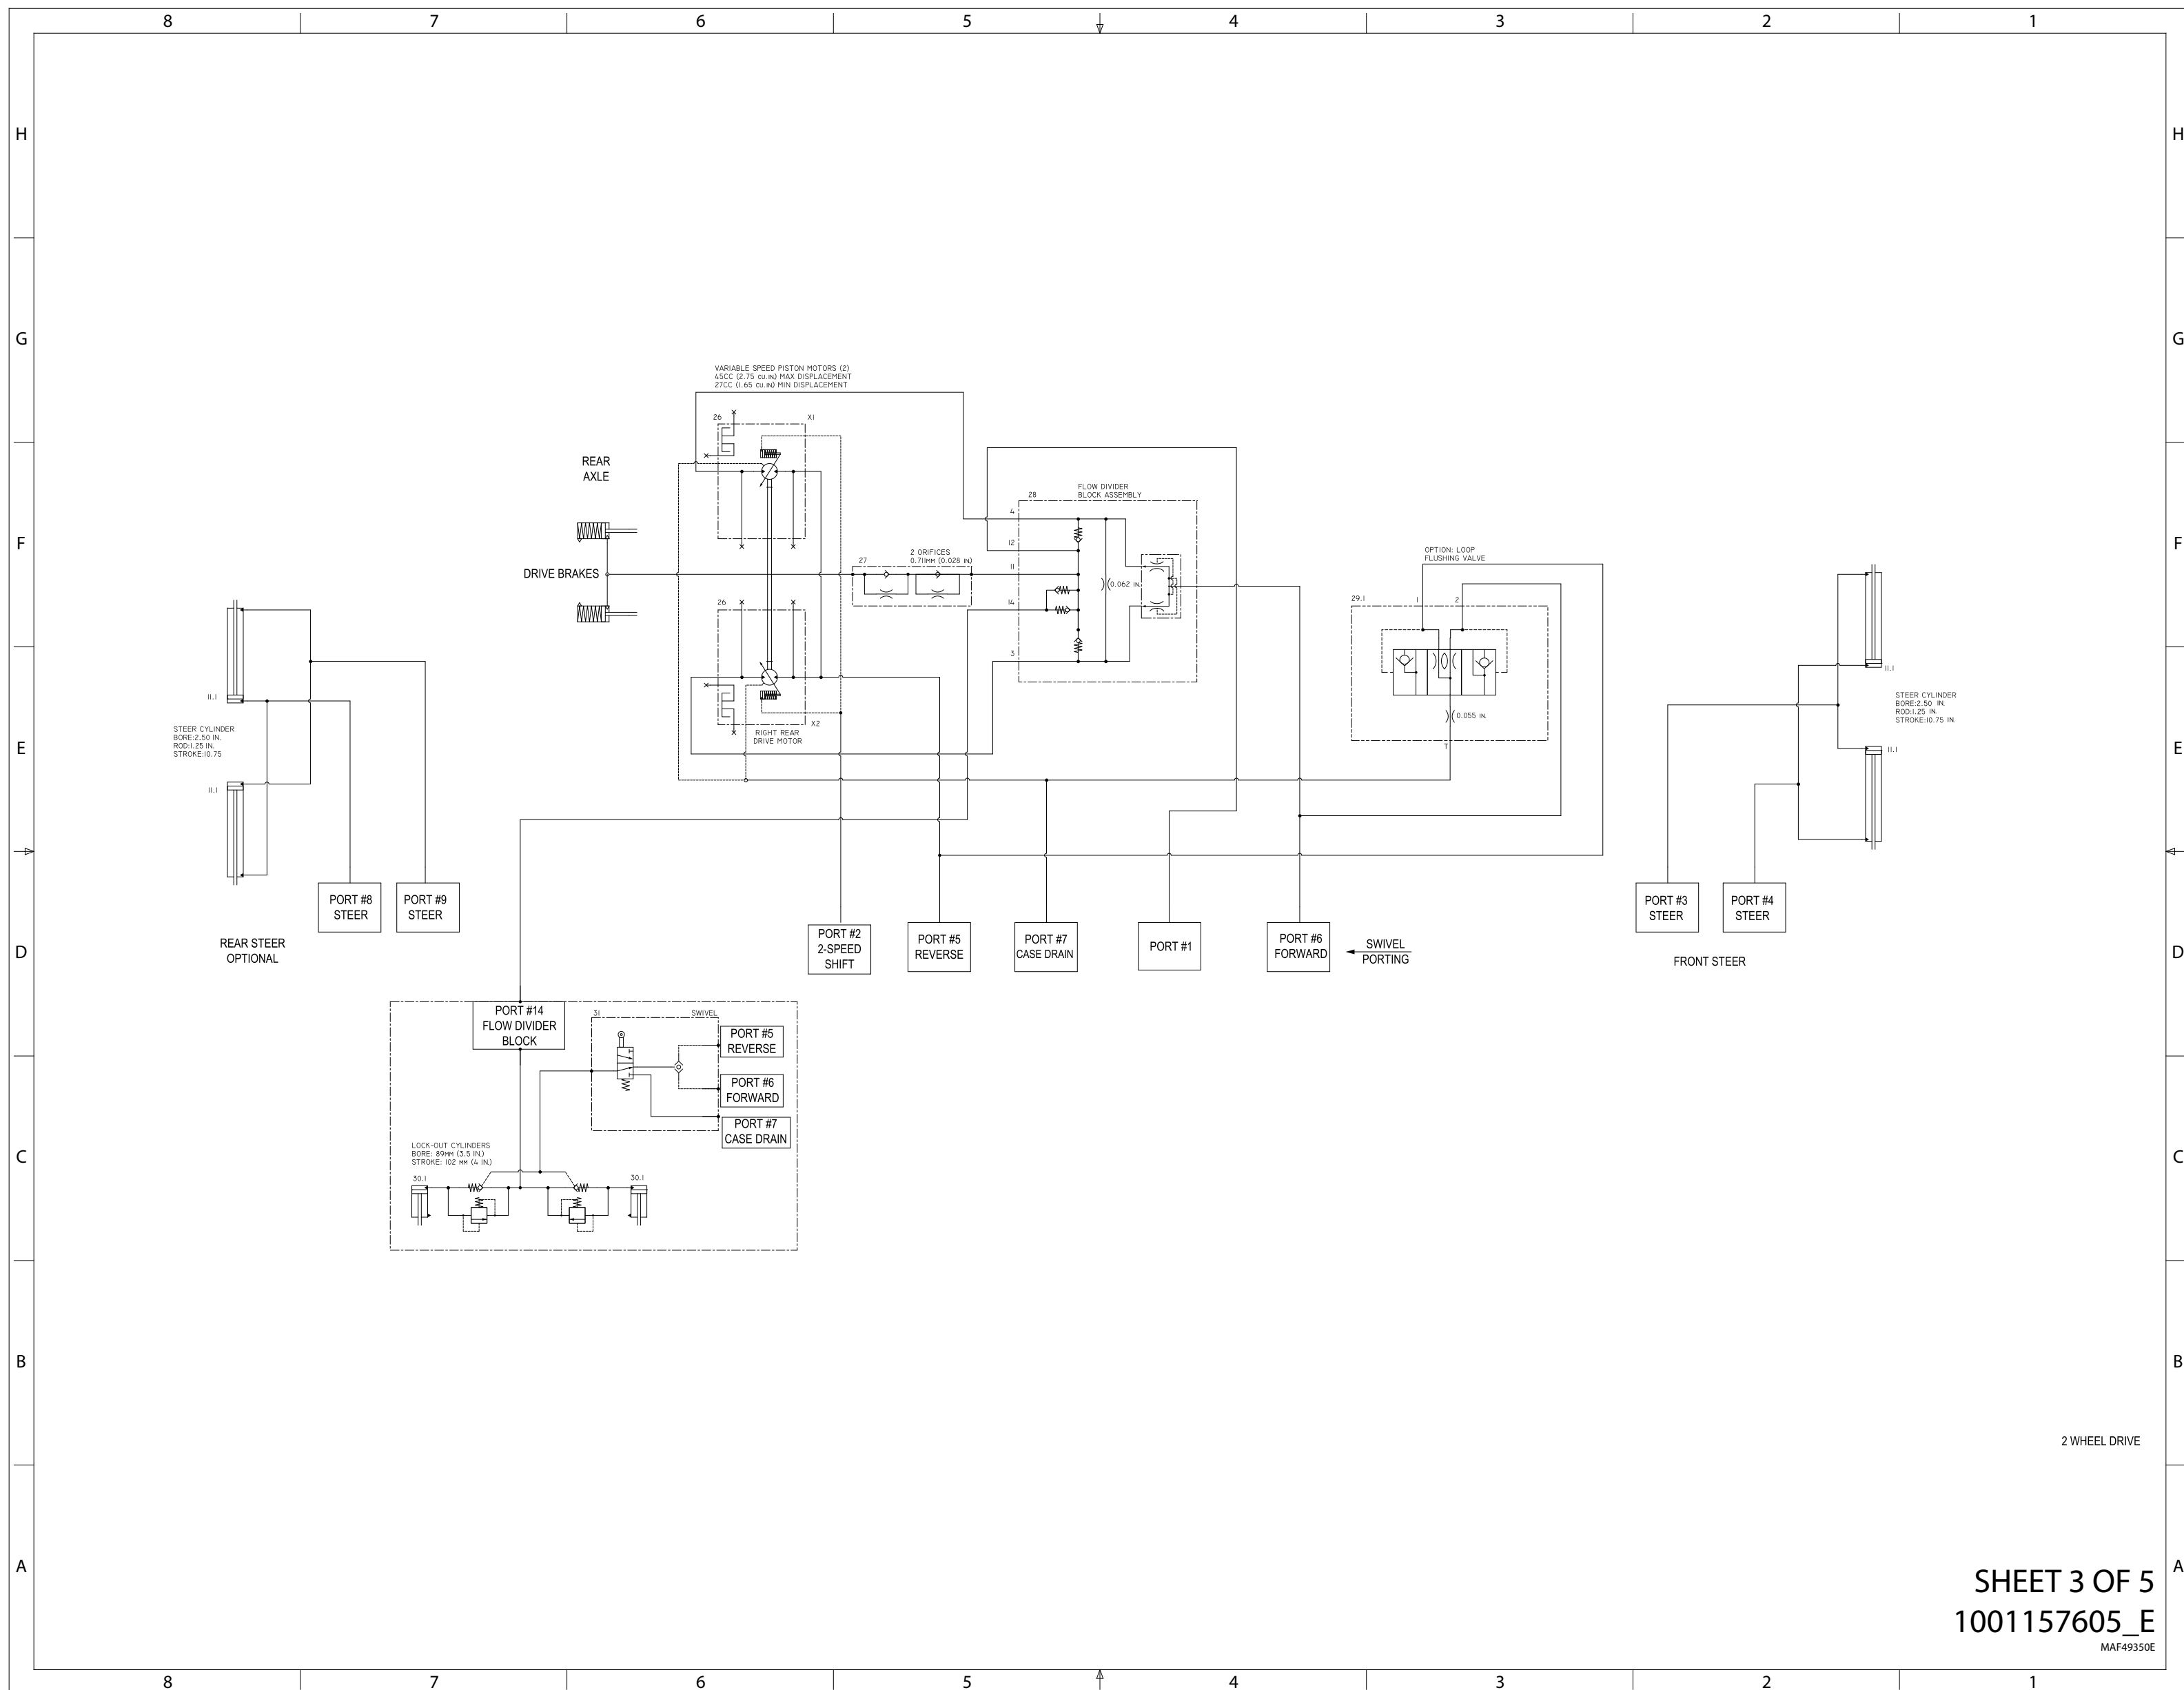 8 7 6 5 4 3 2 1
H H
G G
VARIABLE SPEED PISTON MOTORS (2)
45CC (2.75 CU.IN) MAX DISPLACEMENT
27CC (1.65 CU.IN) MIN DISPLACEMENT
26 X1
REAR
AXLE
FLOW DIVIDER
BLOCK ASSEMBLY
28
4
12
11
14
3
0.062 IN.
F F
2 ORIFICES
0.711MM (0.028 IN)
27
DRIVE BRAKES
26
X2
RIGHT REAR
DRIVE MOTOR
OPTION: LOOP
FLUSHING VALVE
29.1 1 2
0.055 IN.
T
11.1
STEER CYLINDER
BORE:2.50 IN.
ROD:1.25 IN.
STROKE:10.75
11.1
11.1
STEER CYLINDER
BORE:2.50 IN.
ROD:1.25 IN.
STROKE:10.75 IN.
11.1
E E
PORT #8
STEER
PORT #9
STEER
REAR STEER
OPTIONAL
PORT #2
2-SPEED
SHIFT
PORT #5
REVERSE
PORT #7
CASE DRAIN
PORT #1
PORT #6
FORWARD
SWIVEL
PORTING
PORT #3
STEER
PORT #4
STEER
FRONT STEER
D D
PORT #14
FLOW DIVIDER
BLOCK
31 SWIVEL
PORT #5
REVERSE
PORT #6
FORWARD
PORT #7
CASE DRAIN
LOCK-OUT CYLINDERS
BORE: 89MM (3.5 IN.)
STROKE: 102 MM (4 IN.)
30.1 30.1
C C
B B
2 WHEEL DRIVE
A A
SHEET 3 OF 5
1001157605_E
MAF49350E
8 7 6 5 4 3 2 1